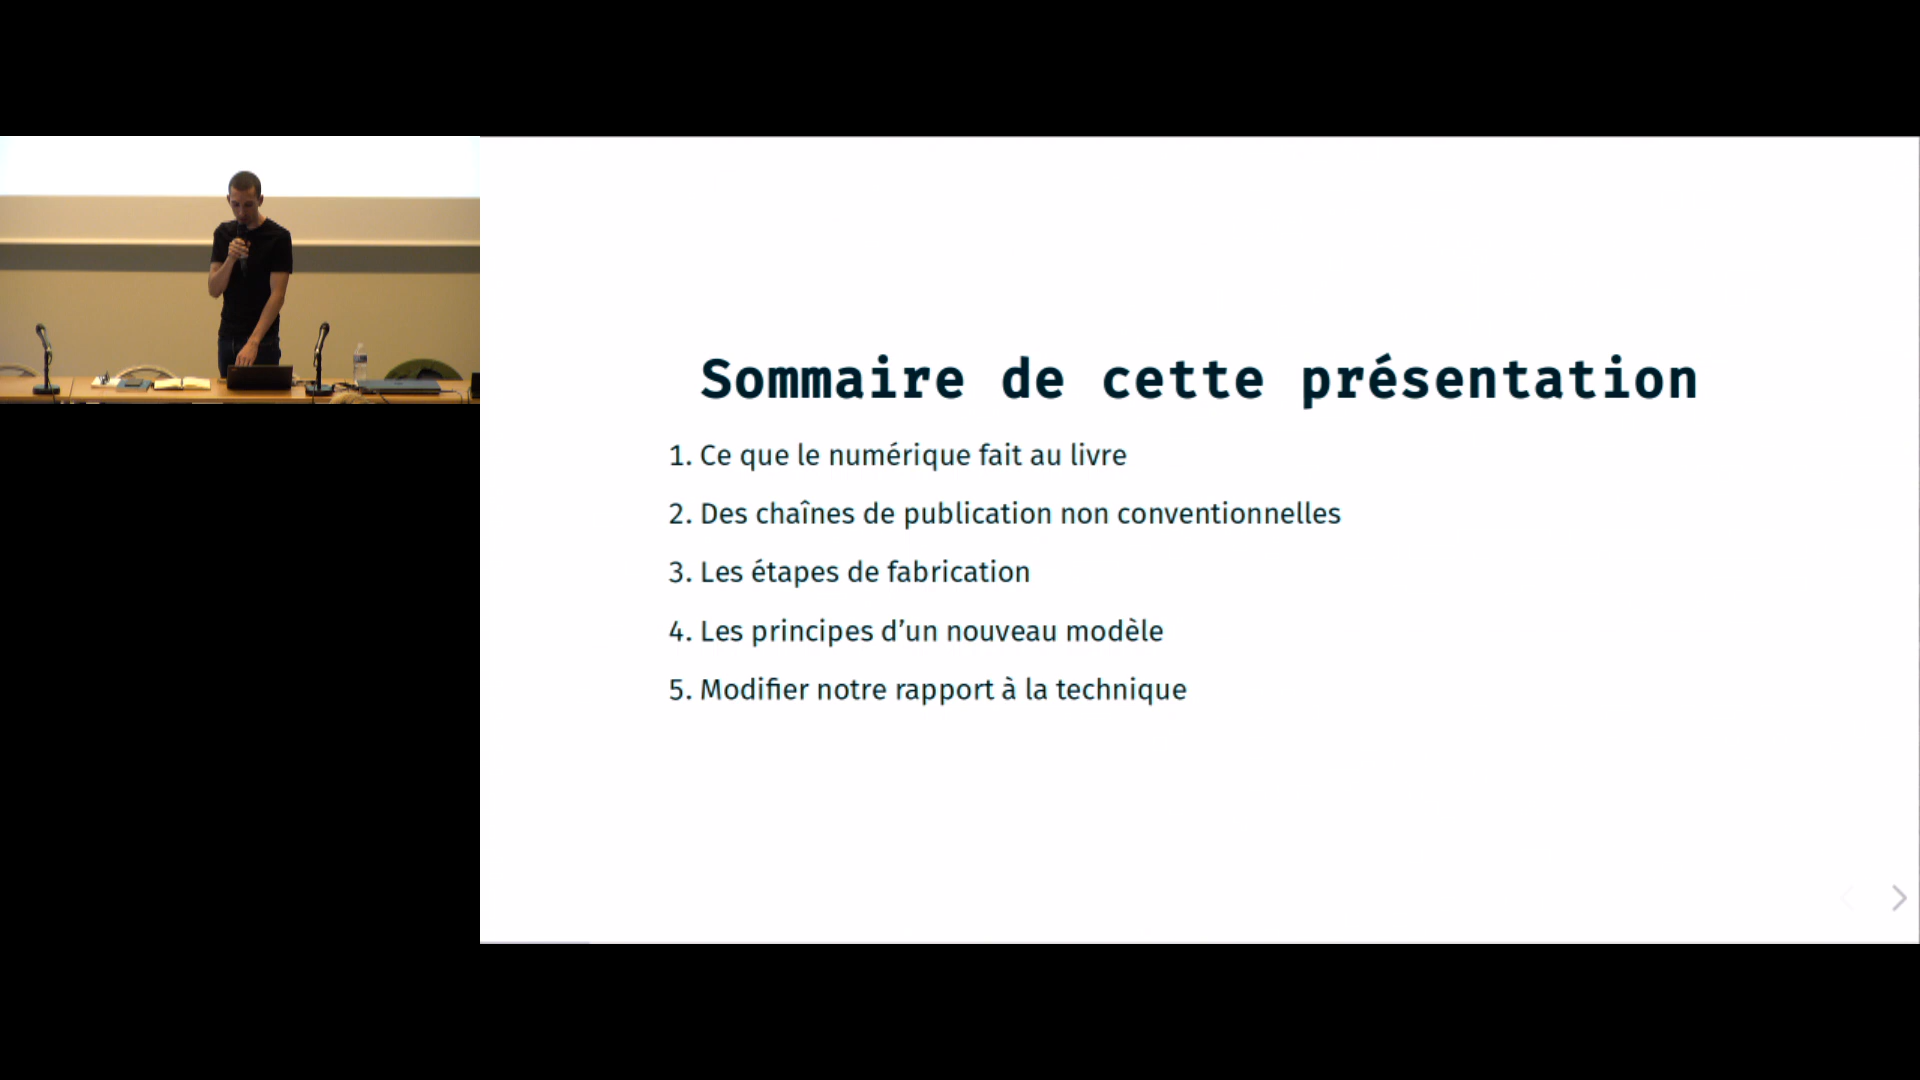 Sommaire de cette présentation
1. Ce que le numérique fait au livre
2. Des chaînes de publication non conventionnelles
3. Les étapes de fabrication
4. Les principes d’un nouveau modèle
5. Modifier notre rapport à la technique